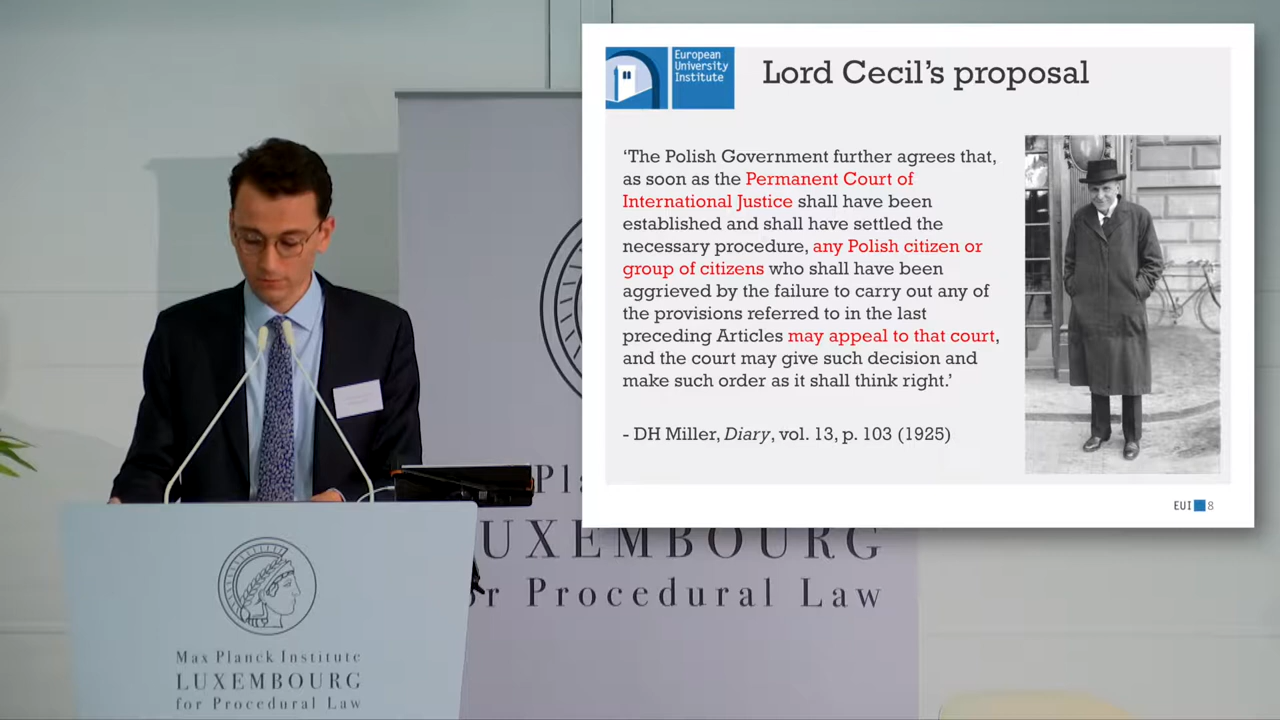 European
University
Institute
Lord Cecil's proposal
‘The Polish Government further agrees that,
as soon as the Permanent Court of
International Justice shall have been
established and shall have settled the
necessary procedure, any Polish citizen or
group of citizens who shall have been
aggrieved by the failure to carry out any of
the provisions referred to in the last
preceding Articles may appeal to that court,
and the court may give such decision and
make such order as it shall think right.’
- DH Miller, Diary, vol. 13, p. 103 (1925)
EUI 8
Pla
UXEMBOURG
or Procedural Law
Max Planck Institute
LUXEMBOURG
for Procedural Law